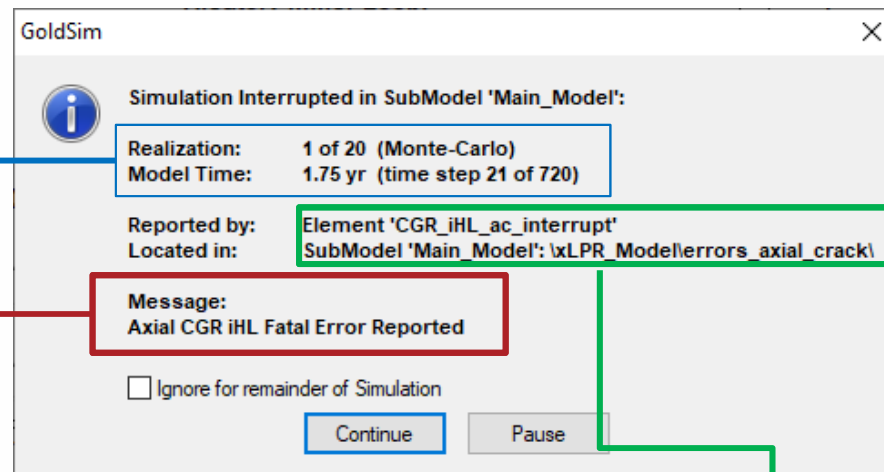 GoldSim
Simulation Interrupted in SubModel 'Main_Model':
Realization: 1 of 20 (Monte-Carlo)
Model Time: 1.75 yr (time step 21 of 720)
Reported by: Element 'CGR_iHL_ac_interrupt'
Located in: SubModel 'Main_Model': \xLPR_Model\errors_axial_crack\
Message:
Axial CGR iHL Fatal Error Reported
Ignore for remainder of Simulation
Continue Pause